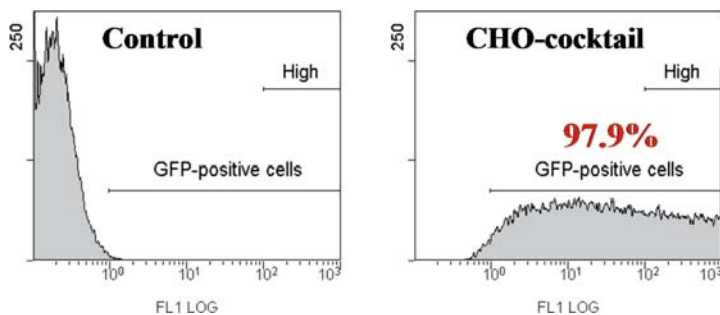 250
Control
High
GFP-positive cells
10⁰ 10¹ 10² 10³
FL1 LOG
250
CHO-cocktail
High
97.9%
GFP-positive cells
10⁰ 10¹ 10² 10³
FL1 LOG